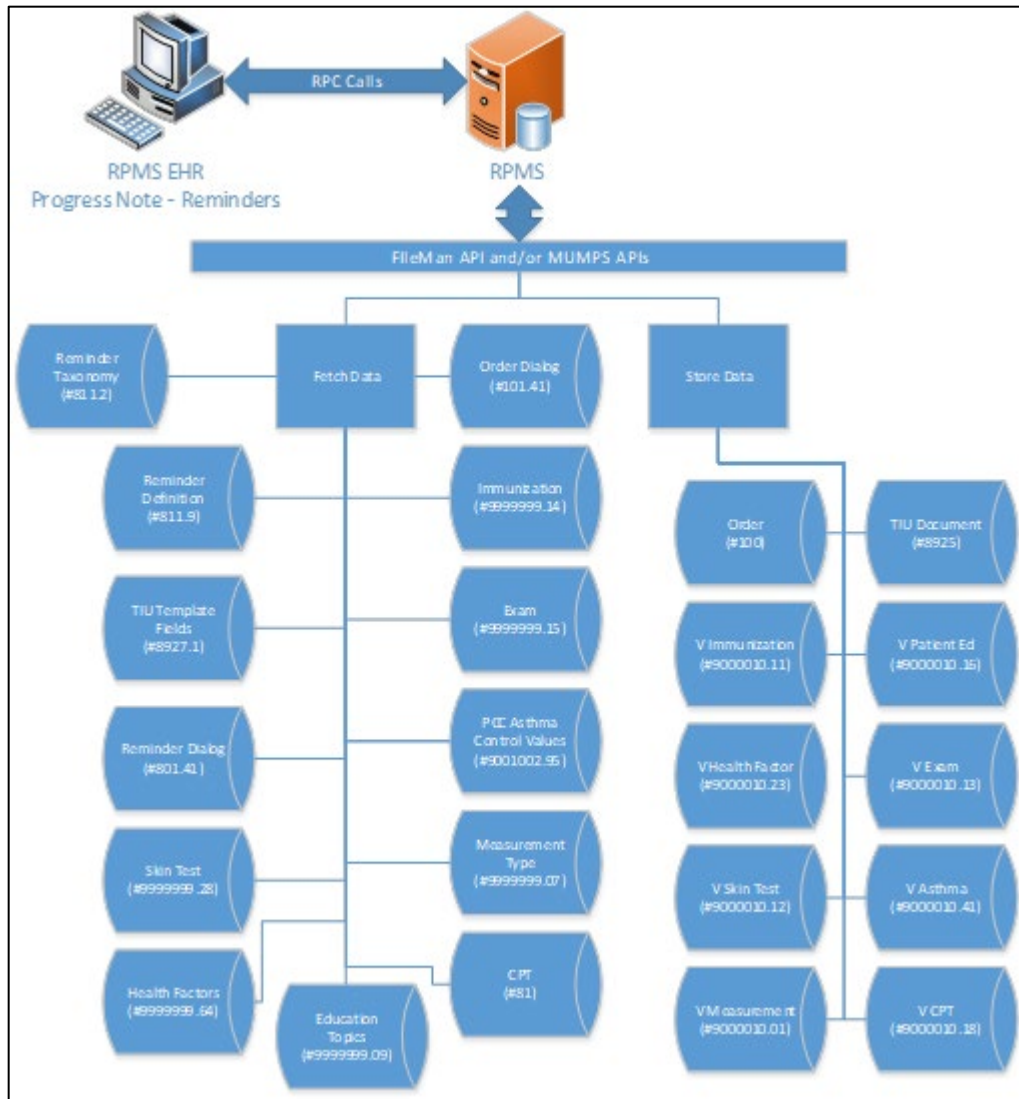 RPC Calls
RPMS EHR
Progress Note - Reminders
RPMS
FileMan API and/or MUMPS APIs
Reminder
Taxonomy
(#811.2)
Fetch Data
Order Dialog
(#101.41)
Store Data
Reminder
Definition
(#811.9)
Immunization
(#9999999.14)
Order
(#100)
TIU Document
(#8925)
TIU Template
Fields
(#8927.1)
Exam
(#9999999.15)
V Immunization
(#9000010.11)
V Patient Ed
(#9000010.16)
Reminder Dialog
(#801.41)
PCC Asthma
Control Values
(#9001002.95)
V Health Factor
(#9000010.23)
V Exam
(#9000010.13)
Skin Test
(#9999999.28)
Measurement
Type
(#9999999.07)
V Skin Test
(#9000010.12)
V Asthma
(#9000010.41)
Health Factors
(#9999999.64)
Education
Topics
(#9999999.09)
CPT
(#81)
V Measurement
(#9000010.01)
V CPT
(#9000010.18)